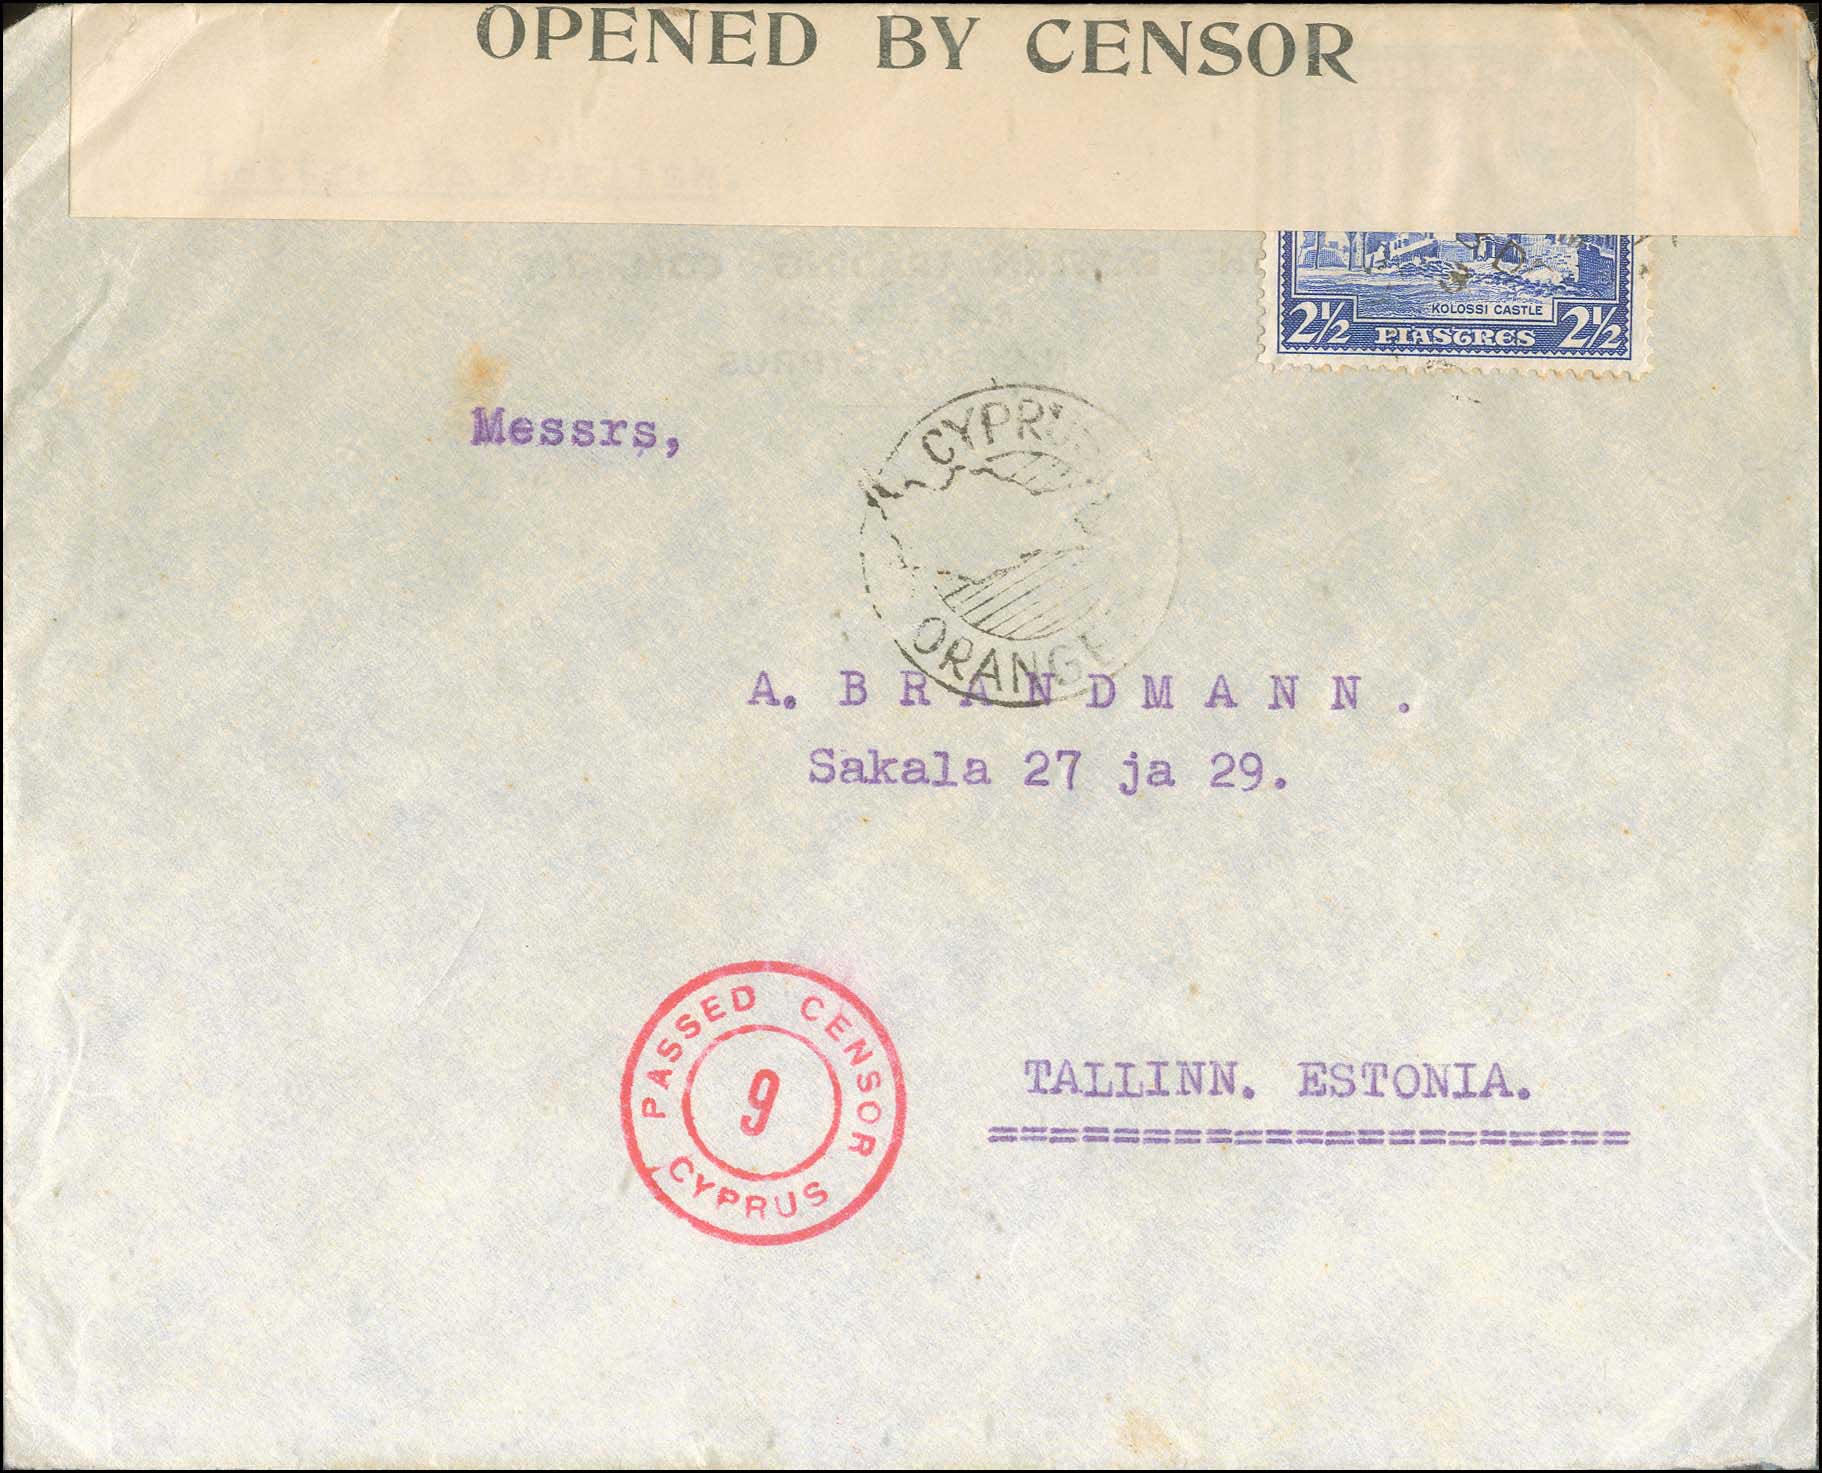 OPENED BY CENSOR
KOLOSSI CASTLE
2½ PIASTRES 2½
Messrs,
CYPRUS
ORANGE
A. BRANDMANN.
Sakala 27 ja 29.
PASSED CENSOR
9
CYPRUS
TALLINN. ESTONIA.